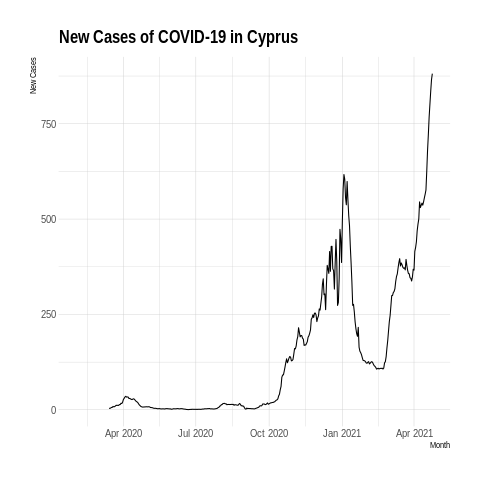 New Cases of COVID-19 in Cyprus
New Cases
750
500
250
0
Apr 2020 Jul 2020 Oct 2020 Jan 2021 Apr 2021
Month